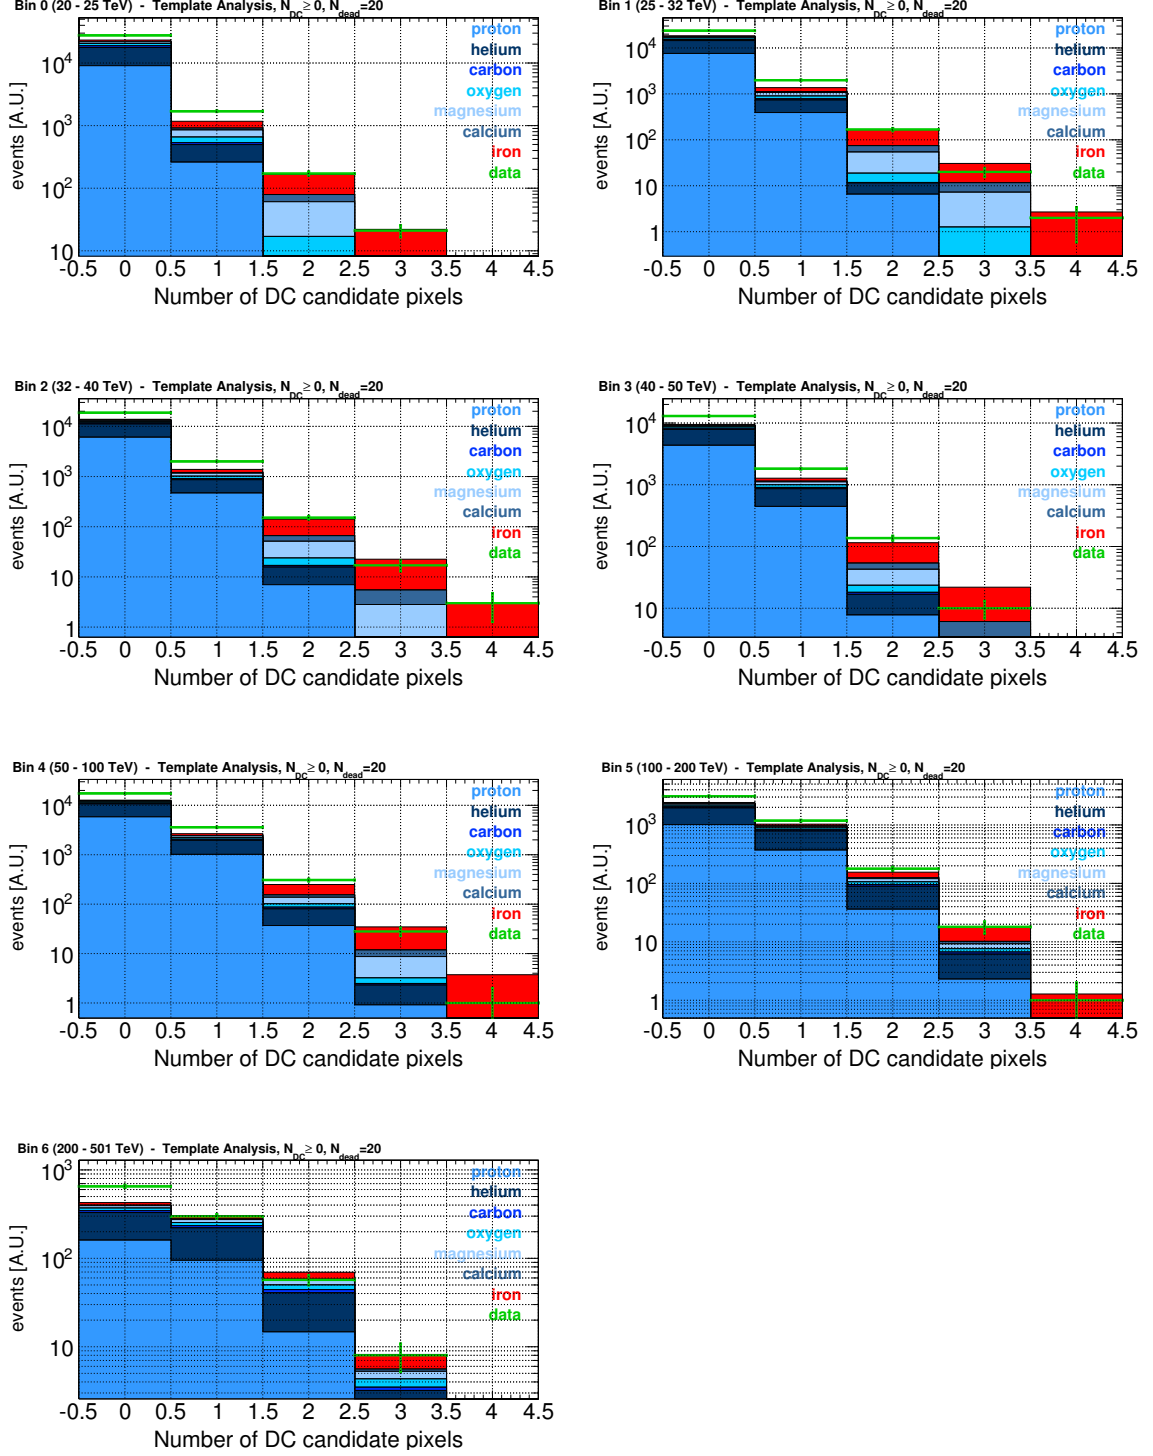 Bin 0 (20 - 25 TeV) - Template Analysis, N_DC ≥ 0, N_dead=20
events [A.U.]
10^4
10^3
10^2
10
proton
helium
carbon
oxygen
magnesium
calcium
iron
data
-0.5 0 0.5 1 1.5 2 2.5 3 3.5 4 4.5
Number of DC candidate pixels
Bin 1 (25 - 32 TeV) - Template Analysis, N_DC ≥ 0, N_dead=20
events [A.U.]
10^4
10^3
10^2
10
1
proton
helium
carbon
oxygen
magnesium
calcium
iron
data
-0.5 0 0.5 1 1.5 2 2.5 3 3.5 4 4.5
Number of DC candidate pixels
Bin 2 (32 - 40 TeV) - Template Analysis, N_DC ≥ 0, N_dead=20
events [A.U.]
10^4
10^3
10^2
10
1
proton
helium
carbon
oxygen
magnesium
calcium
iron
data
-0.5 0 0.5 1 1.5 2 2.5 3 3.5 4 4.5
Number of DC candidate pixels
Bin 3 (40 - 50 TeV) - Template Analysis, N_DC ≥ 0, N_dead=20
events [A.U.]
10^4
10^3
10^2
10
proton
helium
carbon
oxygen
magnesium
calcium
iron
data
-0.5 0 0.5 1 1.5 2 2.5 3 3.5 4 4.5
Number of DC candidate pixels
Bin 4 (50 - 100 TeV) - Template Analysis, N_DC ≥ 0, N_dead=20
events [A.U.]
10^4
10^3
10^2
10
1
proton
helium
carbon
oxygen
magnesium
calcium
iron
data
-0.5 0 0.5 1 1.5 2 2.5 3 3.5 4 4.5
Number of DC candidate pixels
Bin 5 (100 - 200 TeV) - Template Analysis, N_DC ≥ 0, N_dead=20
events [A.U.]
10^3
10^2
10
1
proton
helium
carbon
oxygen
magnesium
calcium
iron
data
-0.5 0 0.5 1 1.5 2 2.5 3 3.5 4 4.5
Number of DC candidate pixels
Bin 6 (200 - 501 TeV) - Template Analysis, N_DC ≥ 0, N_dead=20
events [A.U.]
10^3
10^2
10
proton
helium
carbon
oxygen
magnesium
calcium
iron
data
-0.5 0 0.5 1 1.5 2 2.5 3 3.5 4 4.5
Number of DC candidate pixels